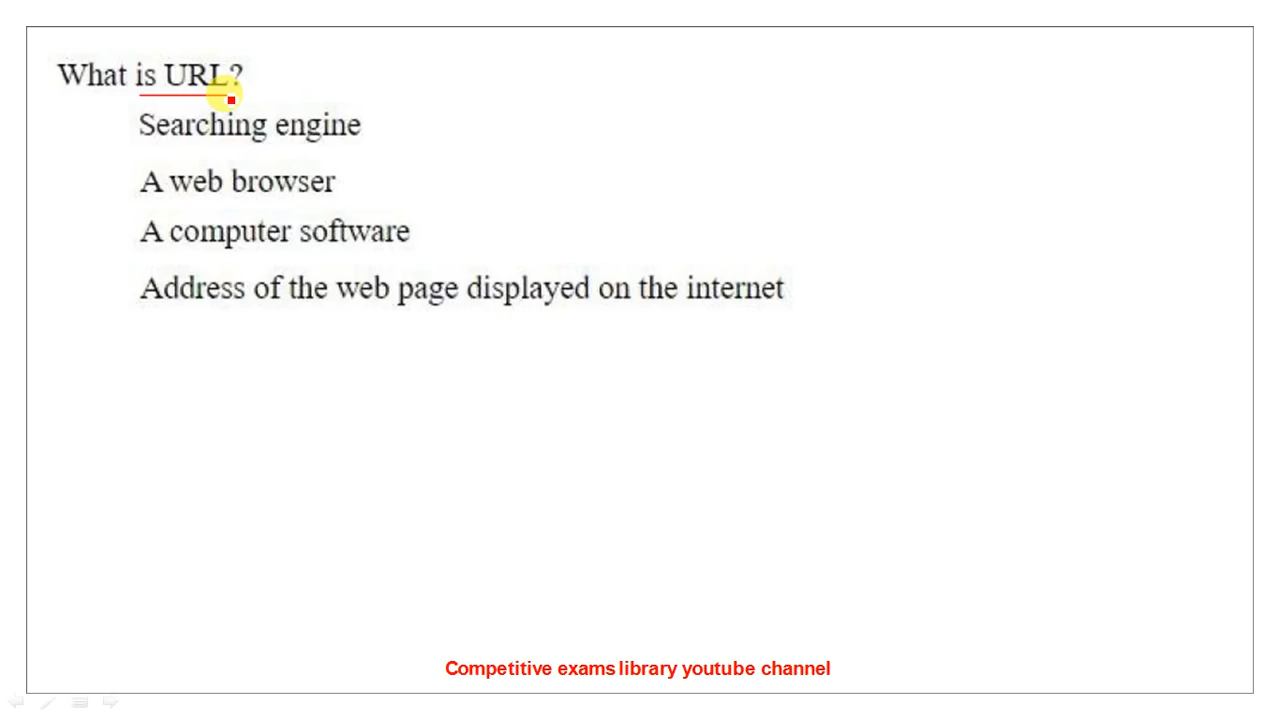 What is URL?
Searching engine
A web browser
A computer software
Address of the web page displayed on the internet
Competitive exams library youtube channel